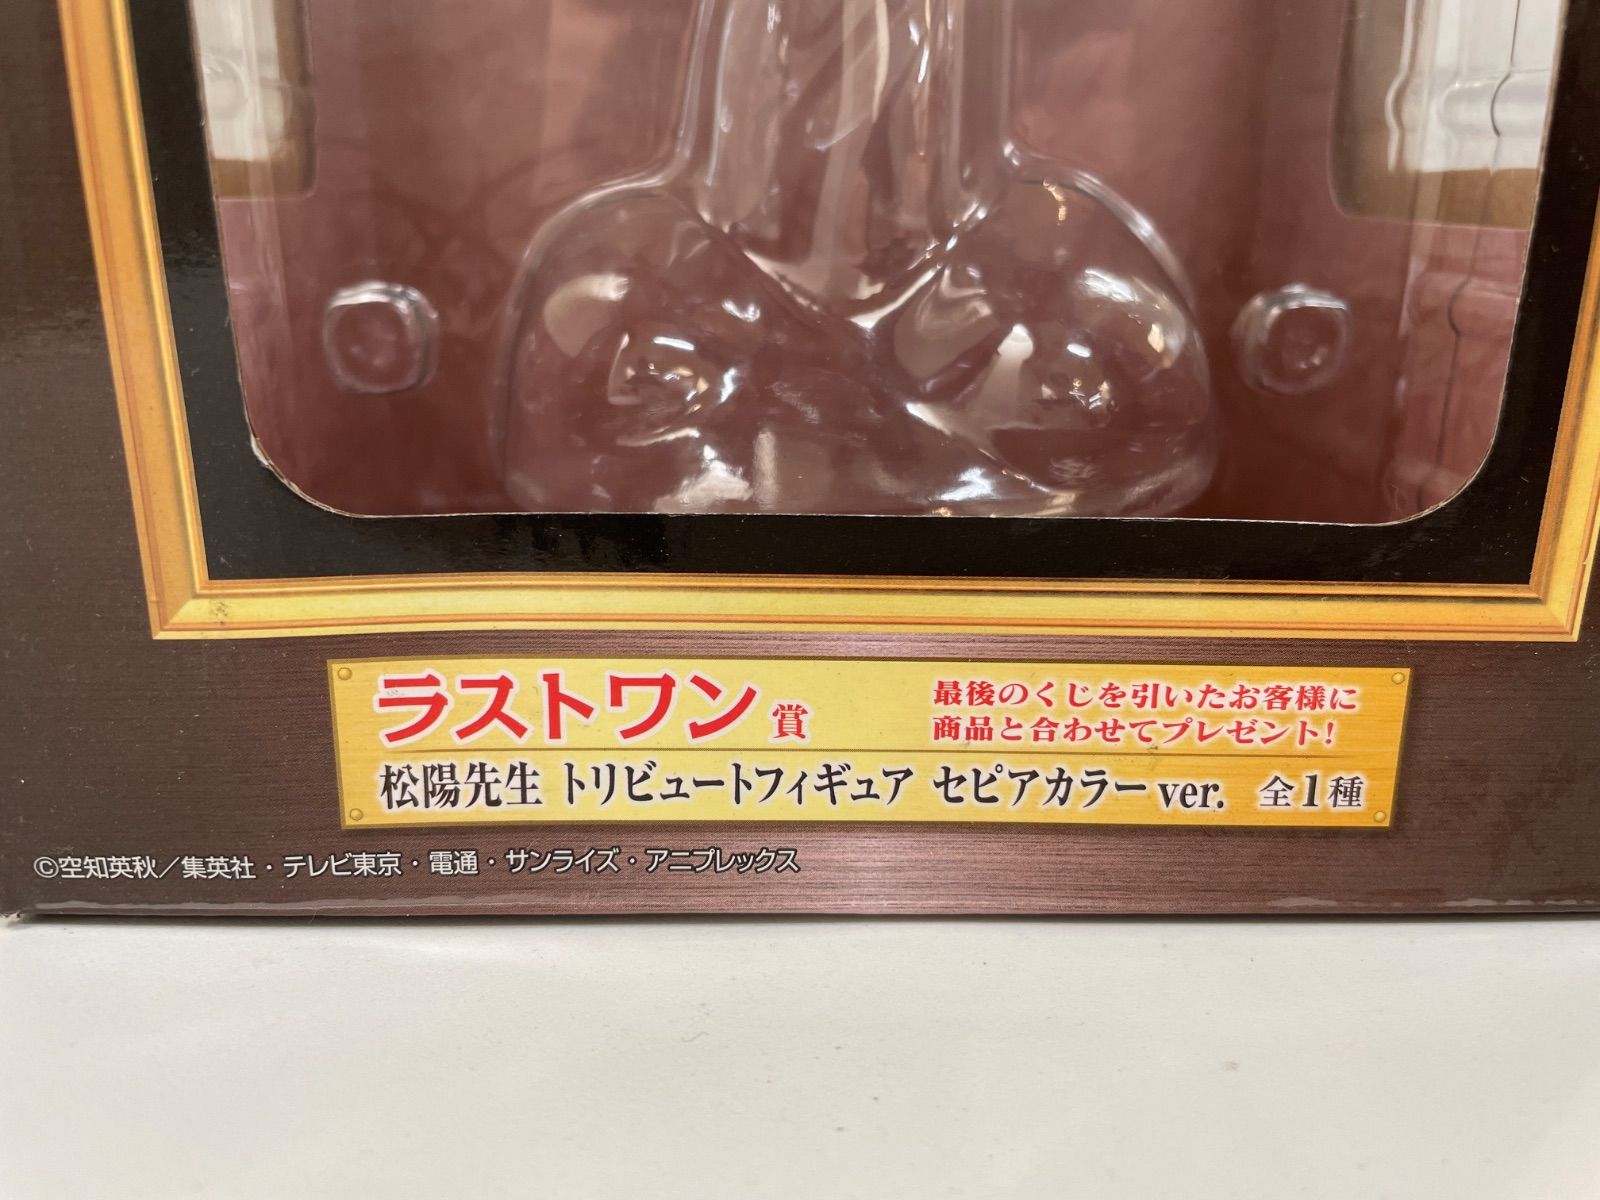 ラストワン賞
最後のくじを引いたお客様に
商品と合わせてプレゼント!
松陽先生 トリビュートフィギュア セピアカラーver. 全1種
©空知英秋／集英社・テレビ東京・電通・サンライズ・アニプレックス